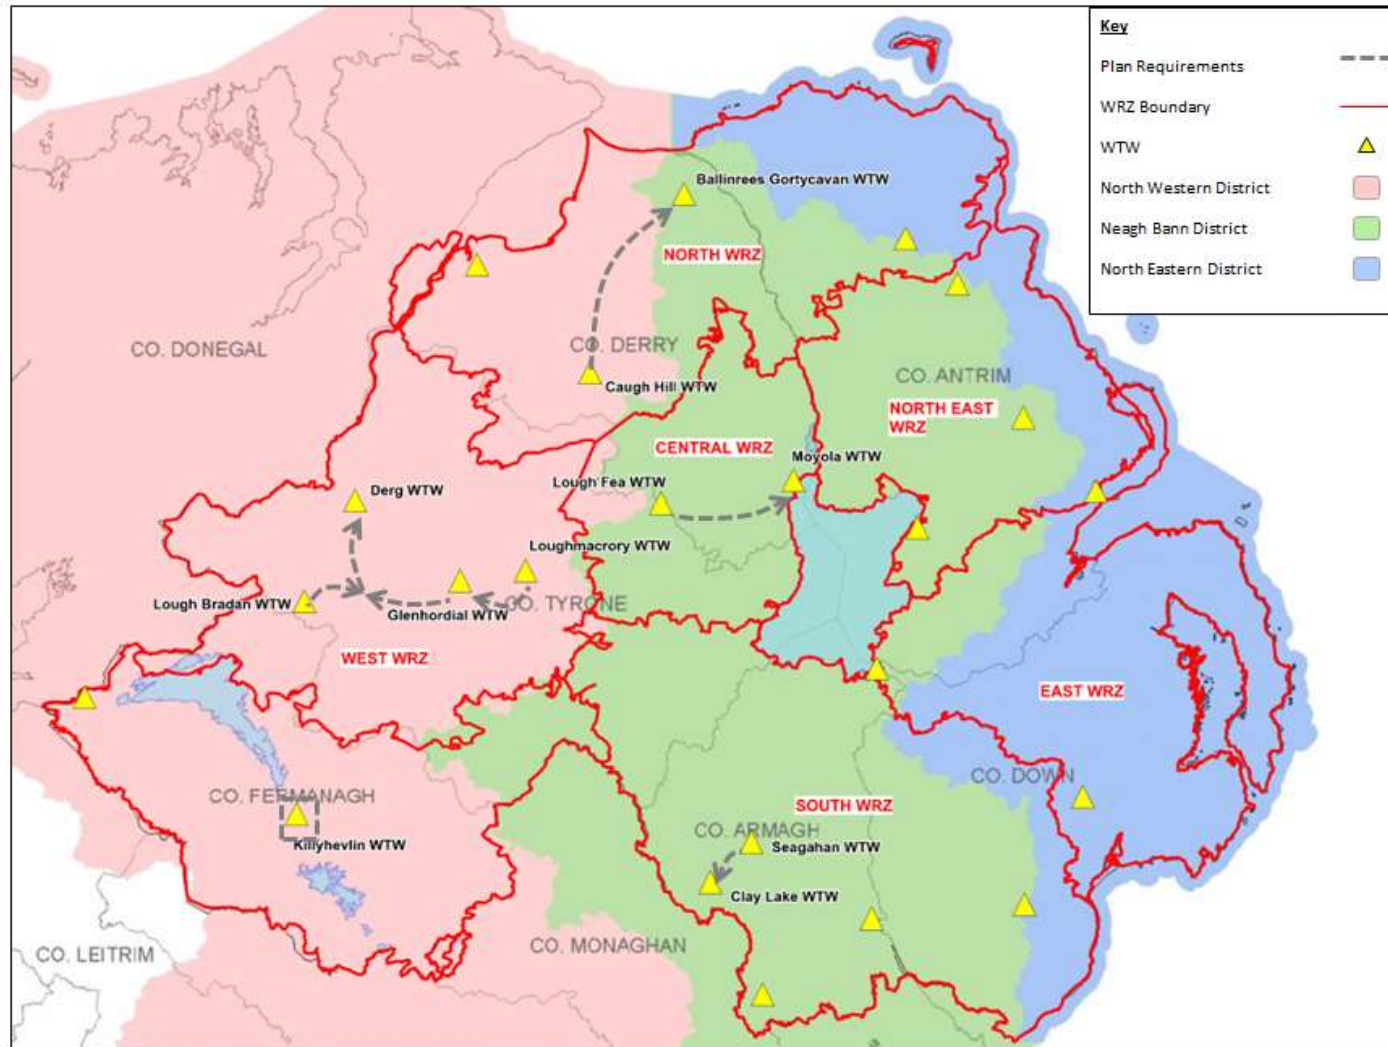 Key
Plan Requirements
WRZ Boundary
WTW
North Western District
Neagh Bann District
North Eastern District
Ballinrees Gortycavan WTW
NORTH WRZ
CO. DONEGAL
CO. DERRY
Caugh Hill WTW
CO. ANTRIM
NORTH EAST
WRZ
CENTRAL WRZ
Moyola WTW
Lough Fea WTW
Derg WTW
Loughmacrory WTW
Lough Bradan WTW
CO. TYRONE
Glenhordial WTW
WEST WRZ
EAST WRZ
CO. DOWN
CO. FERMANAGH
SOUTH WRZ
CO. ARMAGH
Killyhevlin WTW
Seagahan WTW
Clay Lake WTW
CO. MONAGHAN
CO. LEITRIM